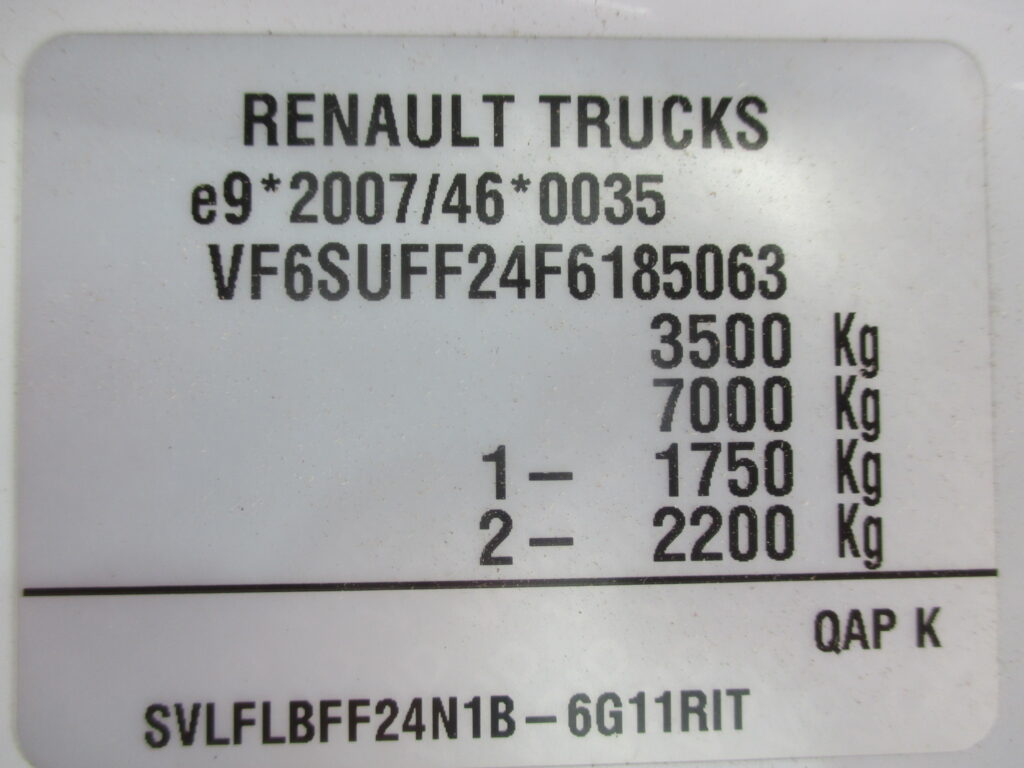 RENAULT TRUCKS
e9*2007/46*0035
VF6SUFF24F6185063
3500 Kg
7000 Kg
1- 1750 Kg
2- 2200 Kg
QAP K
SVLFLBFF24N1B-6G11RIT